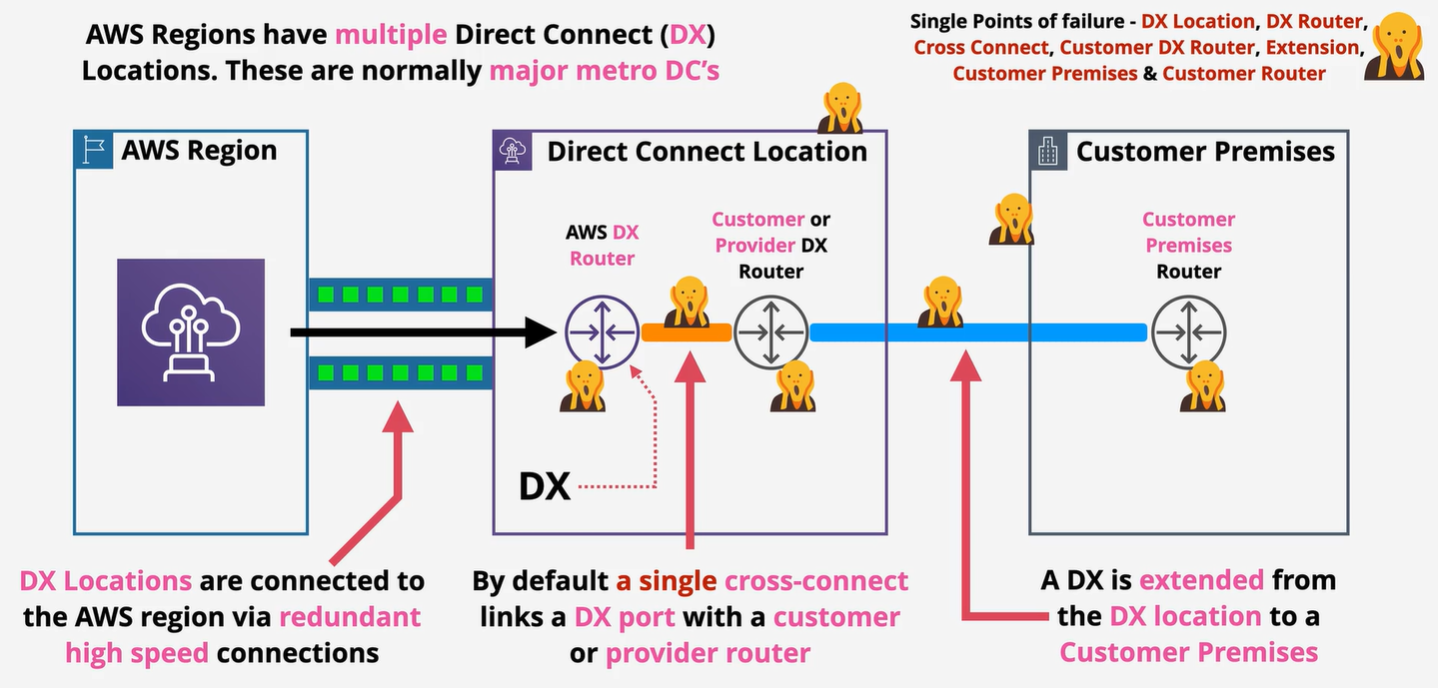 AWS Regions have multiple Direct Connect (DX)
Locations. These are normally major metro DC’s
Single Points of failure - DX Location, DX Router,
Cross Connect, Customer DX Router, Extension,
Customer Premises & Customer Router
AWS Region
Direct Connect Location
Customer Premises
AWS DX
Router
Customer or
Provider DX
Router
Customer
Premises
Router
DX
DX Locations are connected to
the AWS region via redundant
high speed connections
By default a single cross-connect
links a DX port with a customer
or provider router
A DX is extended from
the DX location to a
Customer Premises